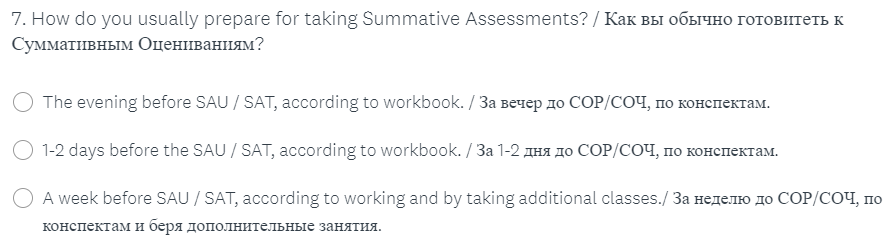 7. How do you usually prepare for taking Summative Assessments? / Как вы обычно готовитеть к
Суммативным Оцениваниям?
The evening before SAU / SAT, according to workbook. / За вечер до СОР/СОЧ, по конспектам.
1-2 days before the SAU / SAT, according to workbook. / За 1-2 дня до СОР/СОЧ, по конспектам.
A week before SAU / SAT, according to working and by taking additional classes./ За неделю до СОР/СОЧ, по
конспектам и беря дополнительные занятия.